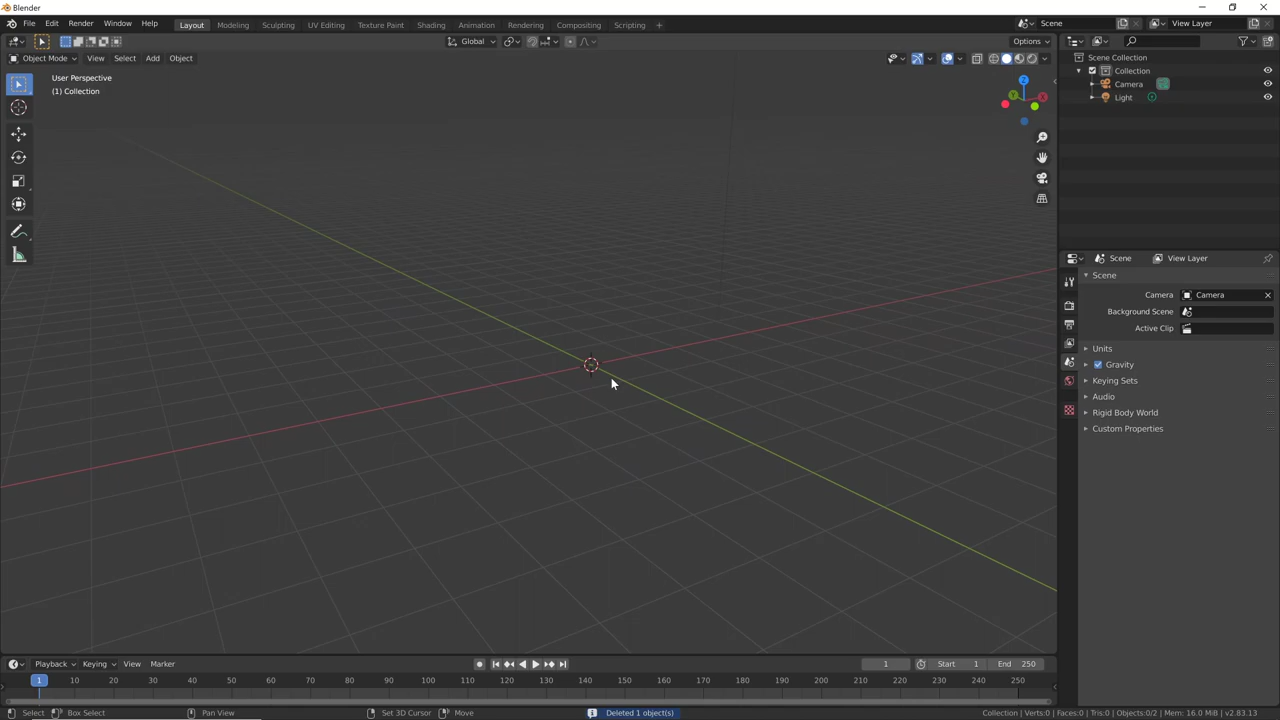 Blender
File Edit Render Window Help Layout Modeling Sculpting UV Editing Texture Paint Shading Animation Rendering Compositing Scripting + Scene View Layer
Global Options
Object Mode View Select Add Object
User Perspective
(1) Collection
Z
Y X
Scene Collection
Collection
Camera
Light
Scene View Layer
Scene
Camera Camera
Background Scene
Active Clip
Units
Gravity
Keying Sets
Audio
Rigid Body World
Custom Properties
Playback Keying View Marker 1 Start 1 End 250
1 10 20 30 40 50 60 70 80 90 100 110 120 130 140 150 160 170 180 190 200 210 220 230 240 250
Select Box Select Pan View Set 3D Cursor Move Deleted 1 object(s) Collection | Verts:0 | Faces:0 | Tris:0 | Objects:0/2 | Mem: 16.0 MiB | v2.83.13